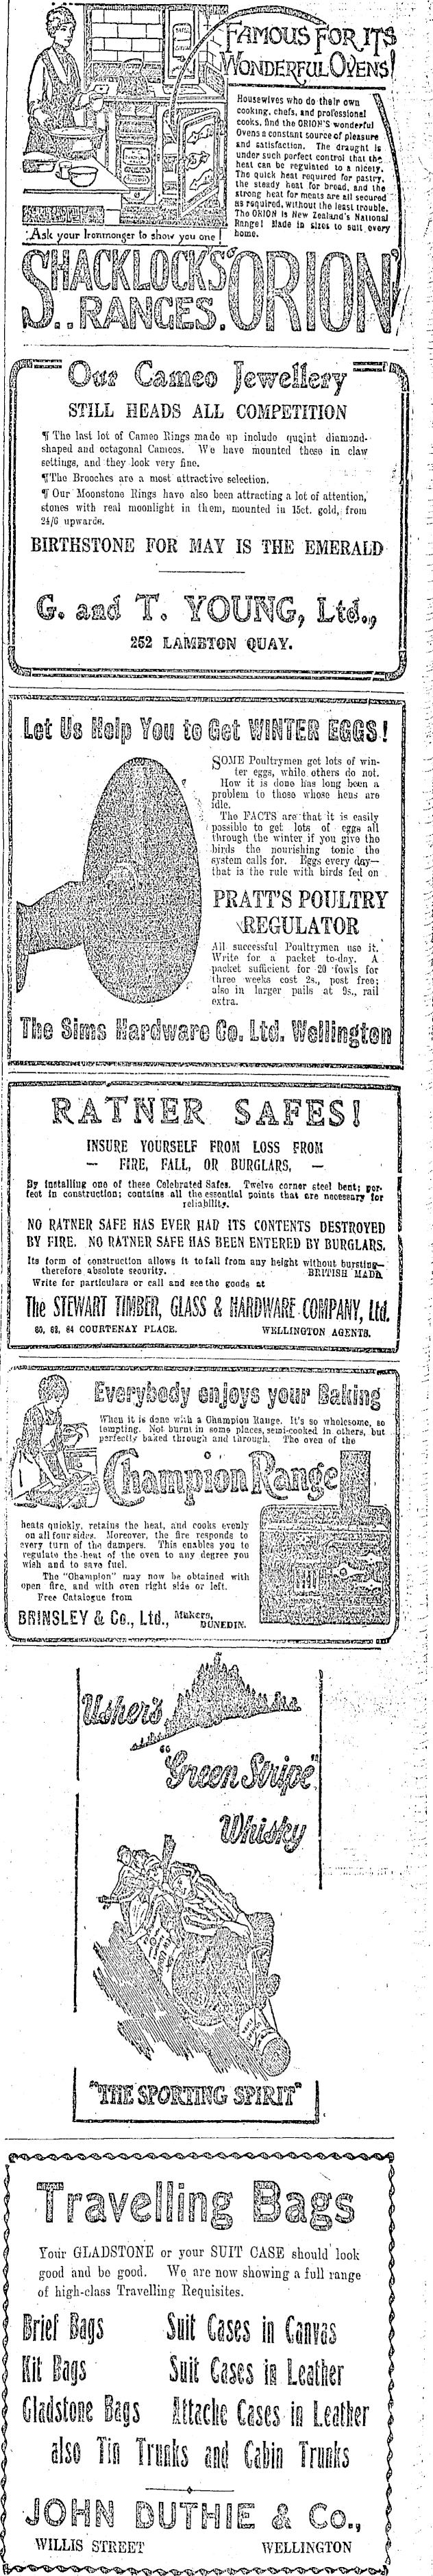 FAMOUS FOR ITS
WONDERFUL OVENS!
Housewives who do their own
cooking, chefs, and professional
cooks, find the ORION'S wonderful
Ovens a constant source of pleasure
and satisfaction. The draught is
under such perfect control that the
heat can be regulated to a nicety.
The quick heat required for pastry,
the steady heat for bread, and the
strong heat for meats are all secured
as required, without the least trouble.
The ORION is New Zealand's National
Range! Made in sizes to suit every
home.
Ask your Ironmonger to show you one!
SHACKLOCK'S "ORION"
RANGES.
Our Cameo Jewellery
STILL HEADS ALL COMPETITION
¶ The last lot of Cameo Rings made up include quaint diamond-
shaped and octagonal Cameos. We have mounted these in claw
settings, and they look very fine.
¶ The Brooches are a most attractive selection.
¶ Our Moonstone Rings have also been attracting a lot of attention,
stones with real moonlight in them, mounted in 15ct. gold, from
24/6 upwards.
BIRTHSTONE FOR MAY IS THE EMERALD
G. and T. YOUNG, Ltd.,
252 LAMBTON QUAY.
Let Us Help You to Get WINTER EGGS!
SOME Poultrymen get lots of win-
ter eggs, while others do not.
How it is done has long been a
problem to those whose hens are
idle.
The FACTS are that it is easily
possible to get lots of eggs all
through the winter if you give the
birds the nourishing tonic the
system calls for. Eggs every day—
that is the rule with birds fed on
PRATT'S POULTRY
REGULATOR
All successful Poultrymen use it.
Write for a packet to-day. A
packet sufficient for 20 fowls for
three weeks cost 2s., post free;
also in larger pails at 9s., rail
extra.
The Sims Hardware Co. Ltd. Wellington
RATNER SAFES!
INSURE YOURSELF FROM LOSS FROM
— FIRE, FALL, OR BURGLARS, —
By installing one of these Celebrated Safes. Twelve corner steel bent; per-
fect in construction; contains all the essential points that are necessary for
reliability.
NO RATNER SAFE HAS EVER HAD ITS CONTENTS DESTROYED
BY FIRE. NO RATNER SAFE HAS BEEN ENTERED BY BURGLARS.
Its form of construction allows it to fall from any height without bursting—
therefore absolute security. BRITISH MADE.
Write for particulars or call and see the goods at
The STEWART TIMBER, GLASS & HARDWARE COMPANY, Ltd.
60, 62, 64 COURTENAY PLACE. WELLINGTON AGENTS.
Everybody enjoys your Baking
When it is done with a Champion Range. It's so wholesome, so
tempting. Not burnt in some places, semi-cooked in others, but
perfectly baked through and through. The oven of the
Champion Range
heats quickly, retains the heat, and cooks evenly
on all four sides. Moreover, the fire responds to
every turn of the dampers. This enables you to
regulate the heat of the oven to any degree you
wish and to save fuel.
The "Champion" may now be obtained with
open fire, and with oven right side or left.
Free Catalogue from
BRINSLEY & Co., Ltd., Makers, DUNEDIN.
Usher's
"Green Stripe"
Whisky
"THE SPORTING SPIRIT"
Travelling Bags
Your GLADSTONE or your SUIT CASE should look
good and be good. We are now showing a full range
of high-class Travelling Requisites.
Brief Bags Suit Cases in Canvas
Kit Bags Suit Cases in Leather
Gladstone Bags Attache Cases in Leather
also Tin Trunks and Cabin Trunks
JOHN DUTHIE & Co.,
WILLIS STREET WELLINGTON